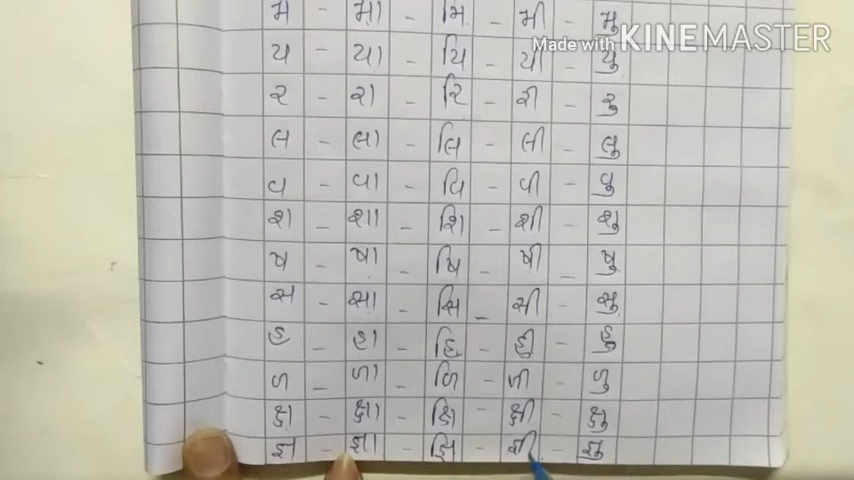 મ - મા - મિ - મી - મુ
Made with KINEMASTER
ય - યા - યિ - યી - યુ
ર - રા - રિ - રી - રુ
લ - લા - લિ - લી - લુ
વ - વા - વિ - વી - વુ
શ - શા - શિ - શી - શુ
ષ - ષા - ષિ - ષી - ષુ
સ - સા - સિ - સી - સુ
હ - હા - હિ - હી - હુ
ળ - ળા - ળિ - ળી - ળુ
ક્ષ - ક્ષા - ક્ષિ - ક્ષી - ક્ષુ
જ્ઞ - જ્ઞા - જ્ઞિ - જ્ઞી - જ્ઞુ